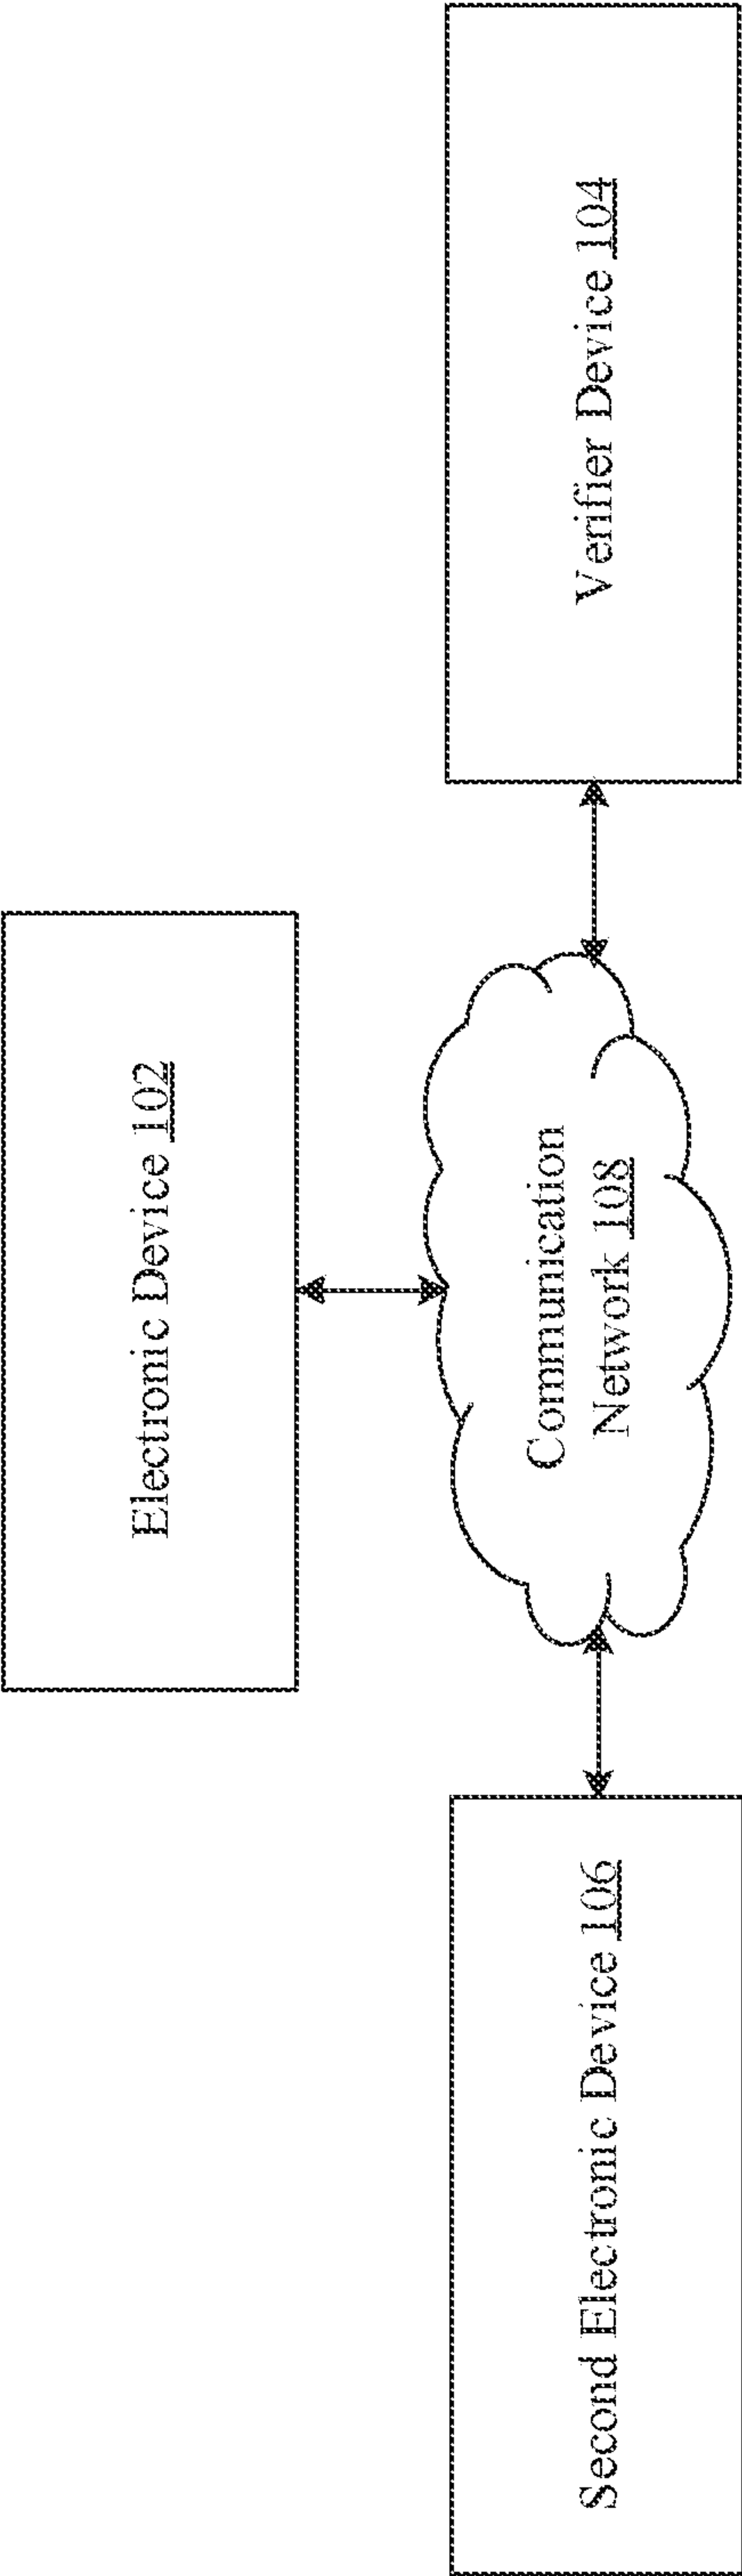 Electronic Device 102
Second Electronic Device 106
Communication
Network 108
Verifier Device 104